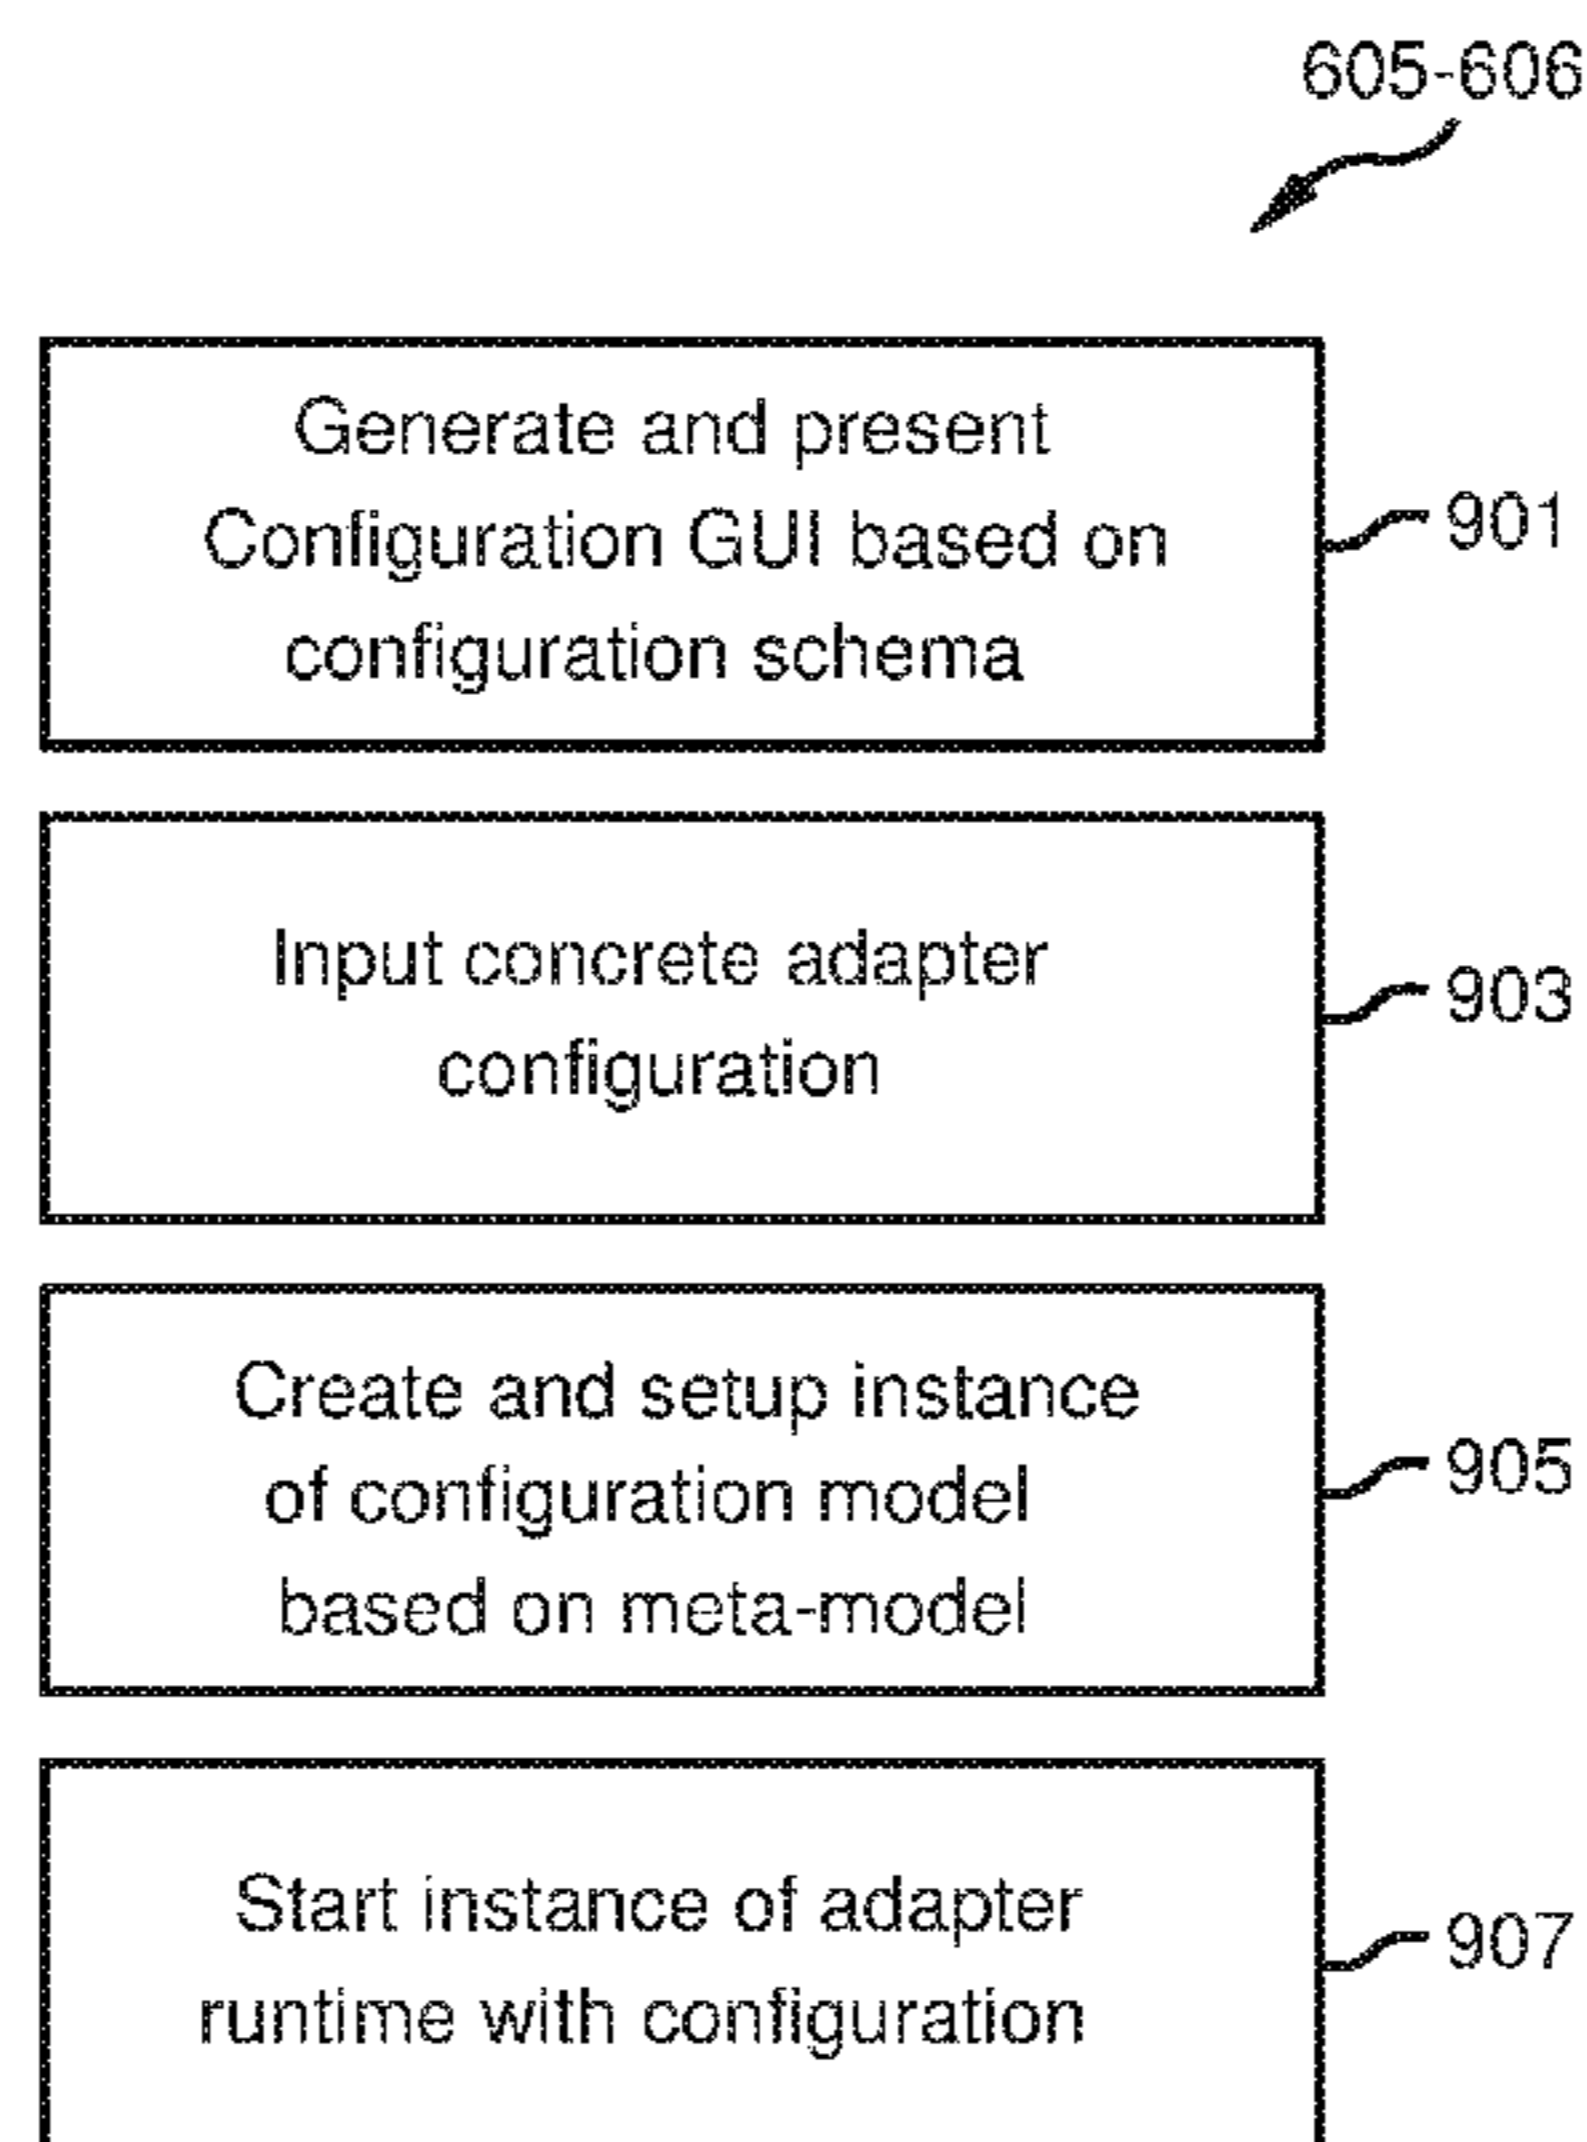 605-606
Generate and present
Configuration GUI based on
configuration schema
901
Input concrete adapter
configuration
903
Create and setup instance
of configuration model
based on meta-model
905
Start instance of adapter
runtime with configuration
907